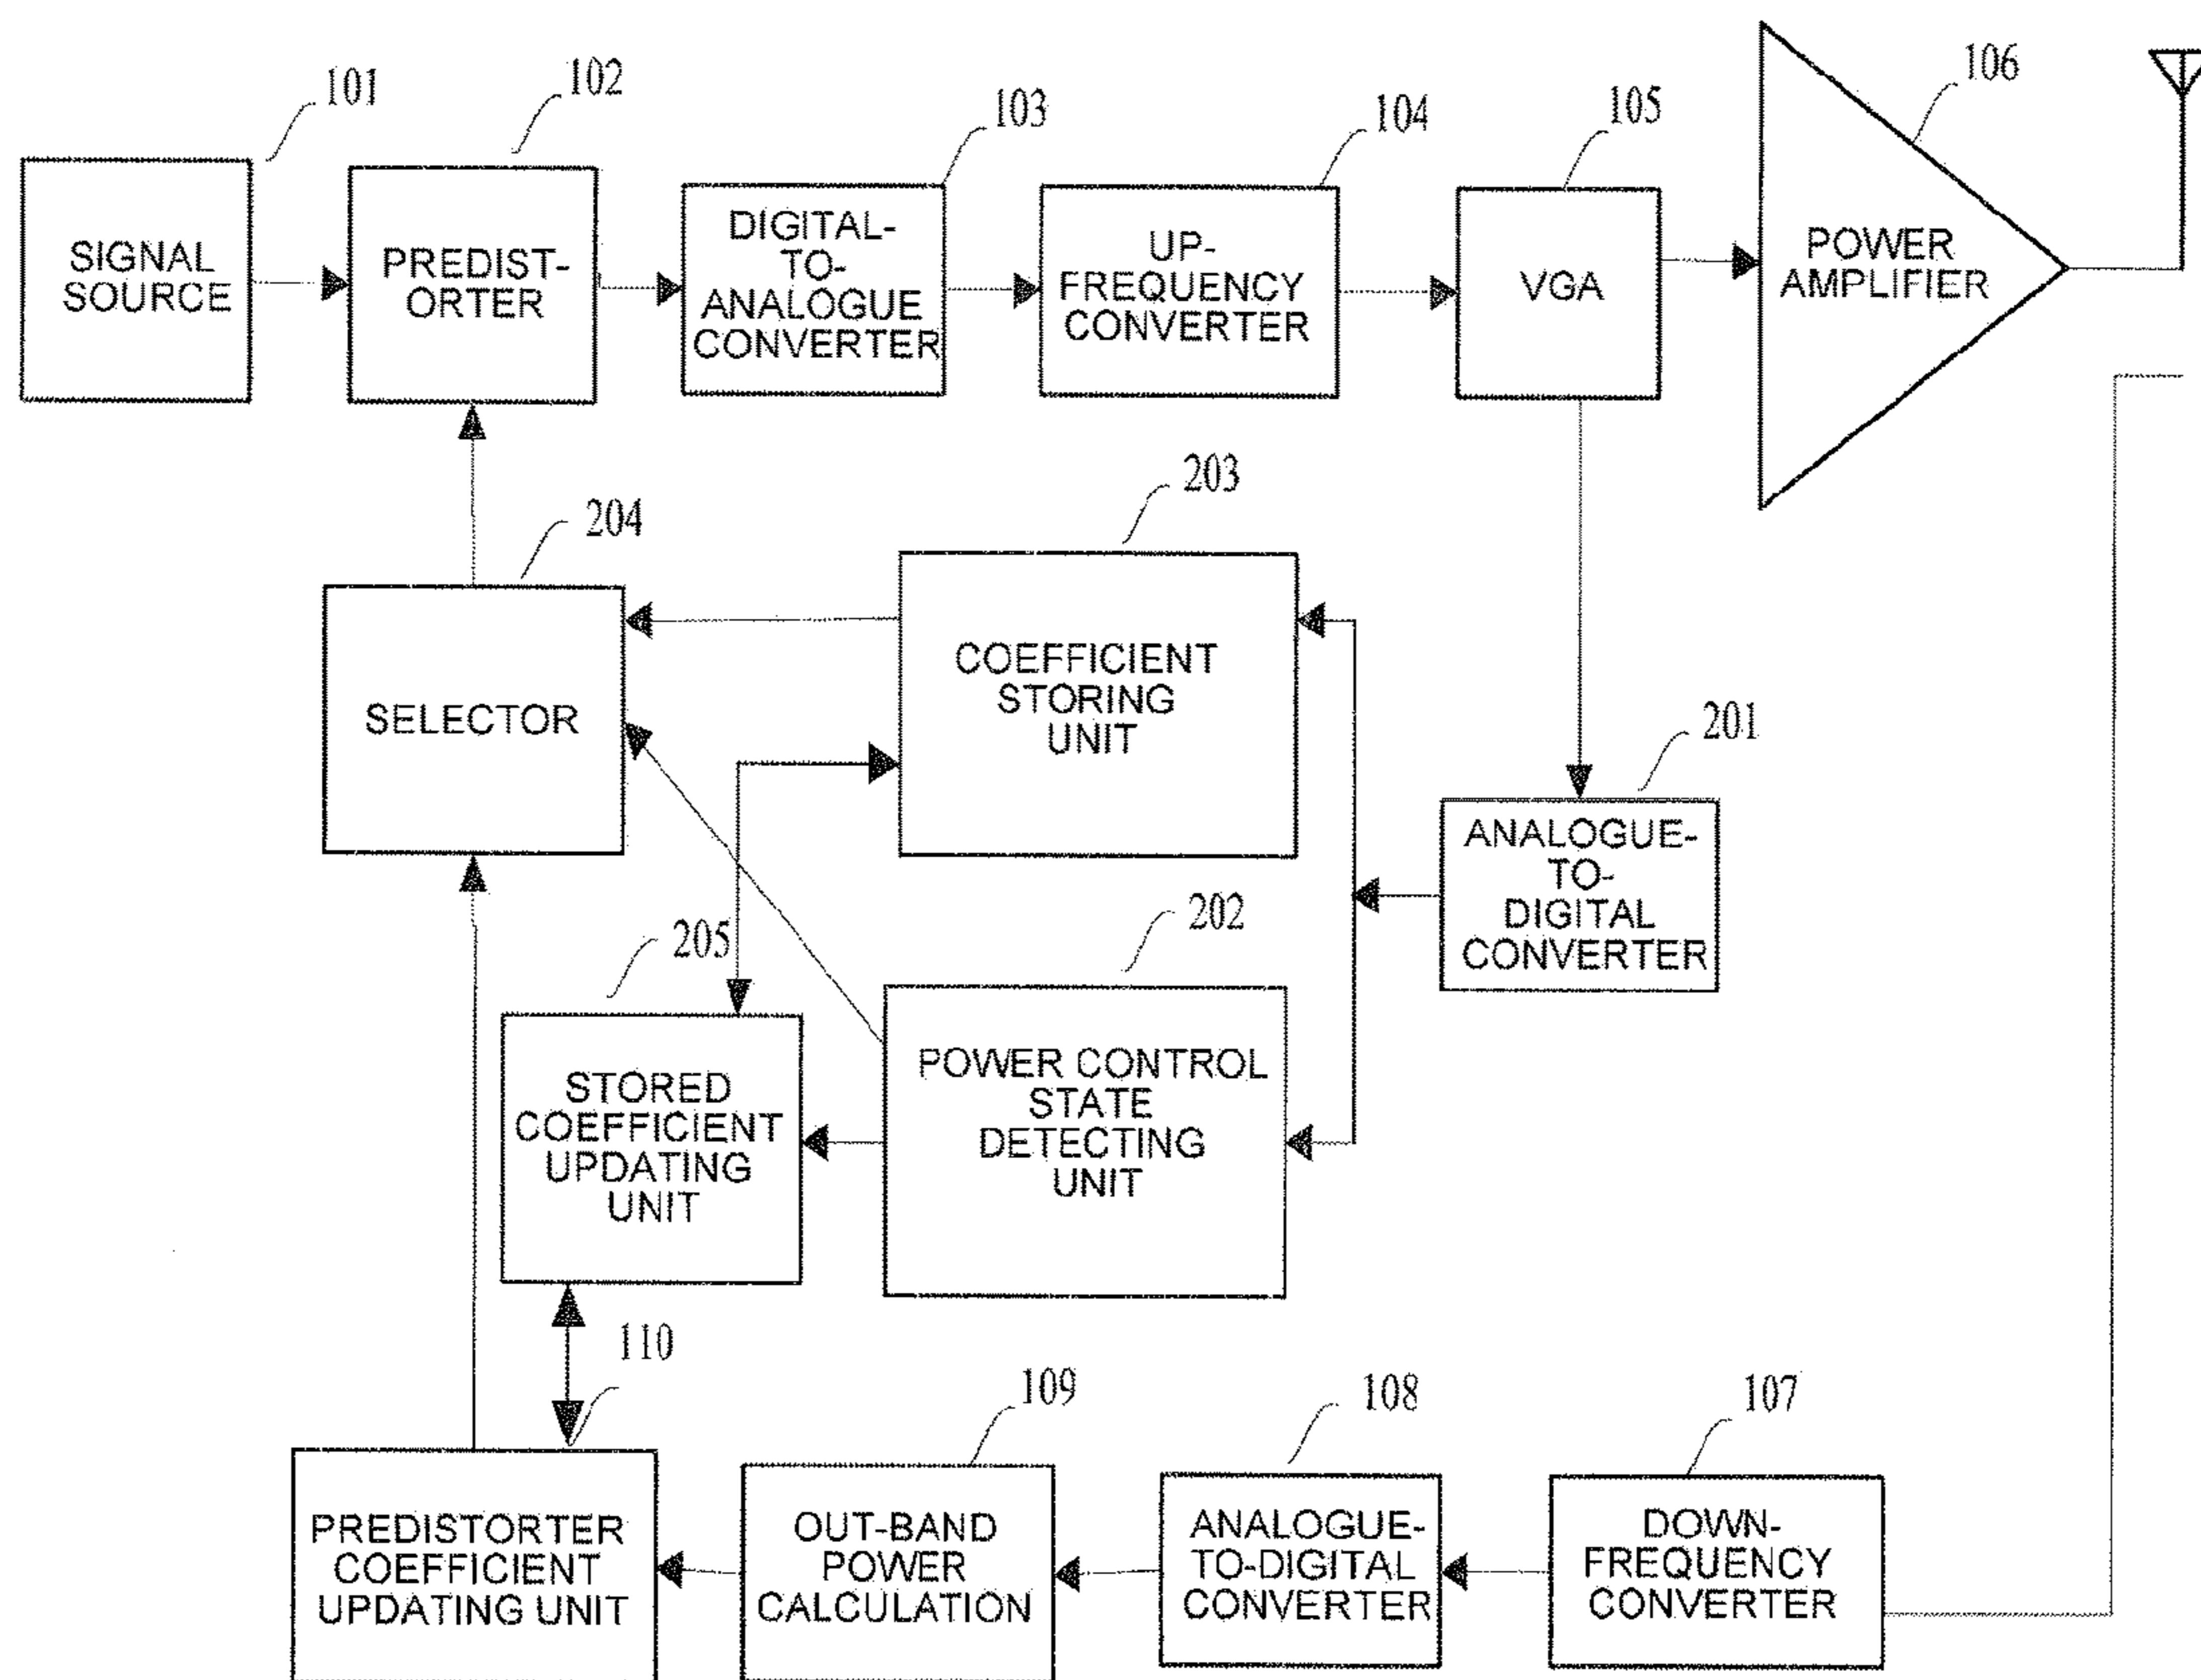 101
102
103
104
105
106
SIGNAL
SOURCE
PREDIST-
ORTER
DIGITAL-
TO-
ANALOGUE
CONVERTER
UP-
FREQUENCY
CONVERTER
VGA
POWER
AMPLIFIER
204
203
SELECTOR
COEFFICIENT
STORING
UNIT
201
ANALOGUE-
TO-
DIGITAL
CONVERTER
205
202
STORED
COEFFICIENT
UPDATING
UNIT
POWER CONTROL
STATE
DETECTING
UNIT
110
109
108
107
PREDISTORTER
COEFFICIENT
UPDATING UNIT
OUT-BAND
POWER
CALCULATION
ANALOGUE-
TO-DIGITAL
CONVERTER
DOWN-
FREQUENCY
CONVERTER